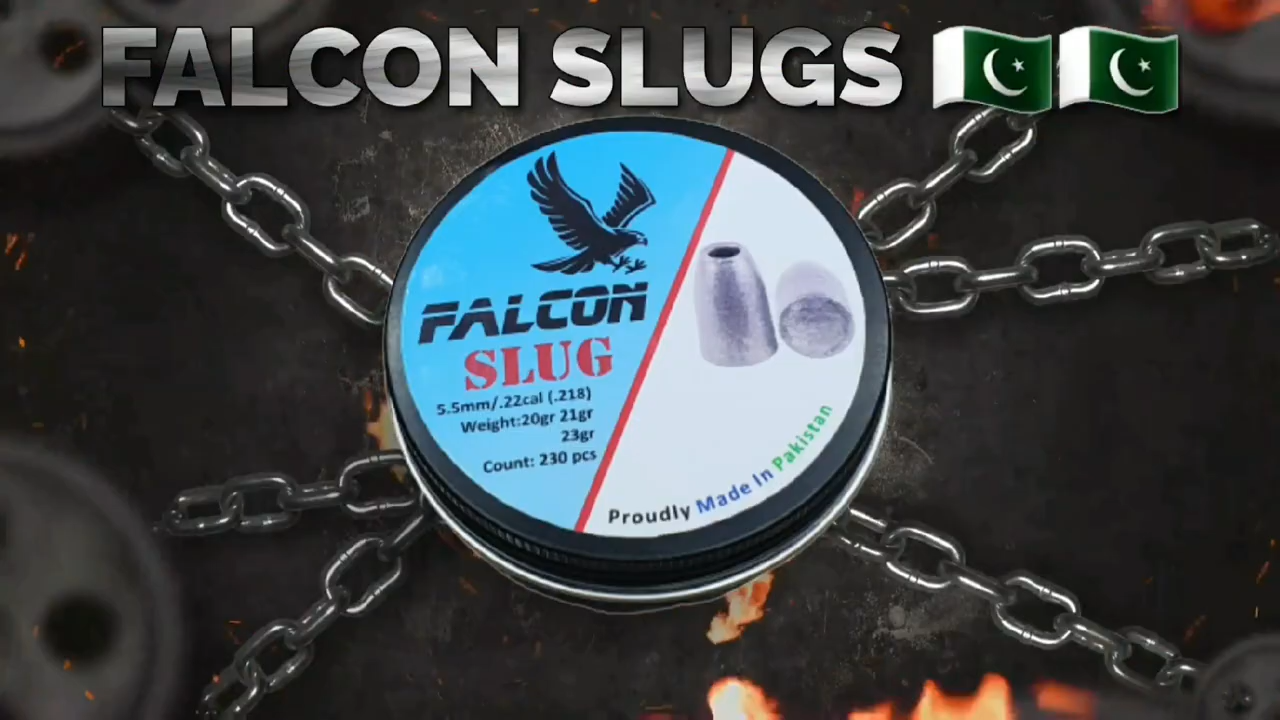 FALCON SLUGS 🇵🇰🇵🇰
FALCON
SLUG
5.5mm/.22cal (.218)
Weight:20gr 21gr
23gr
Count: 230 pcs
Proudly Made In Pakistan